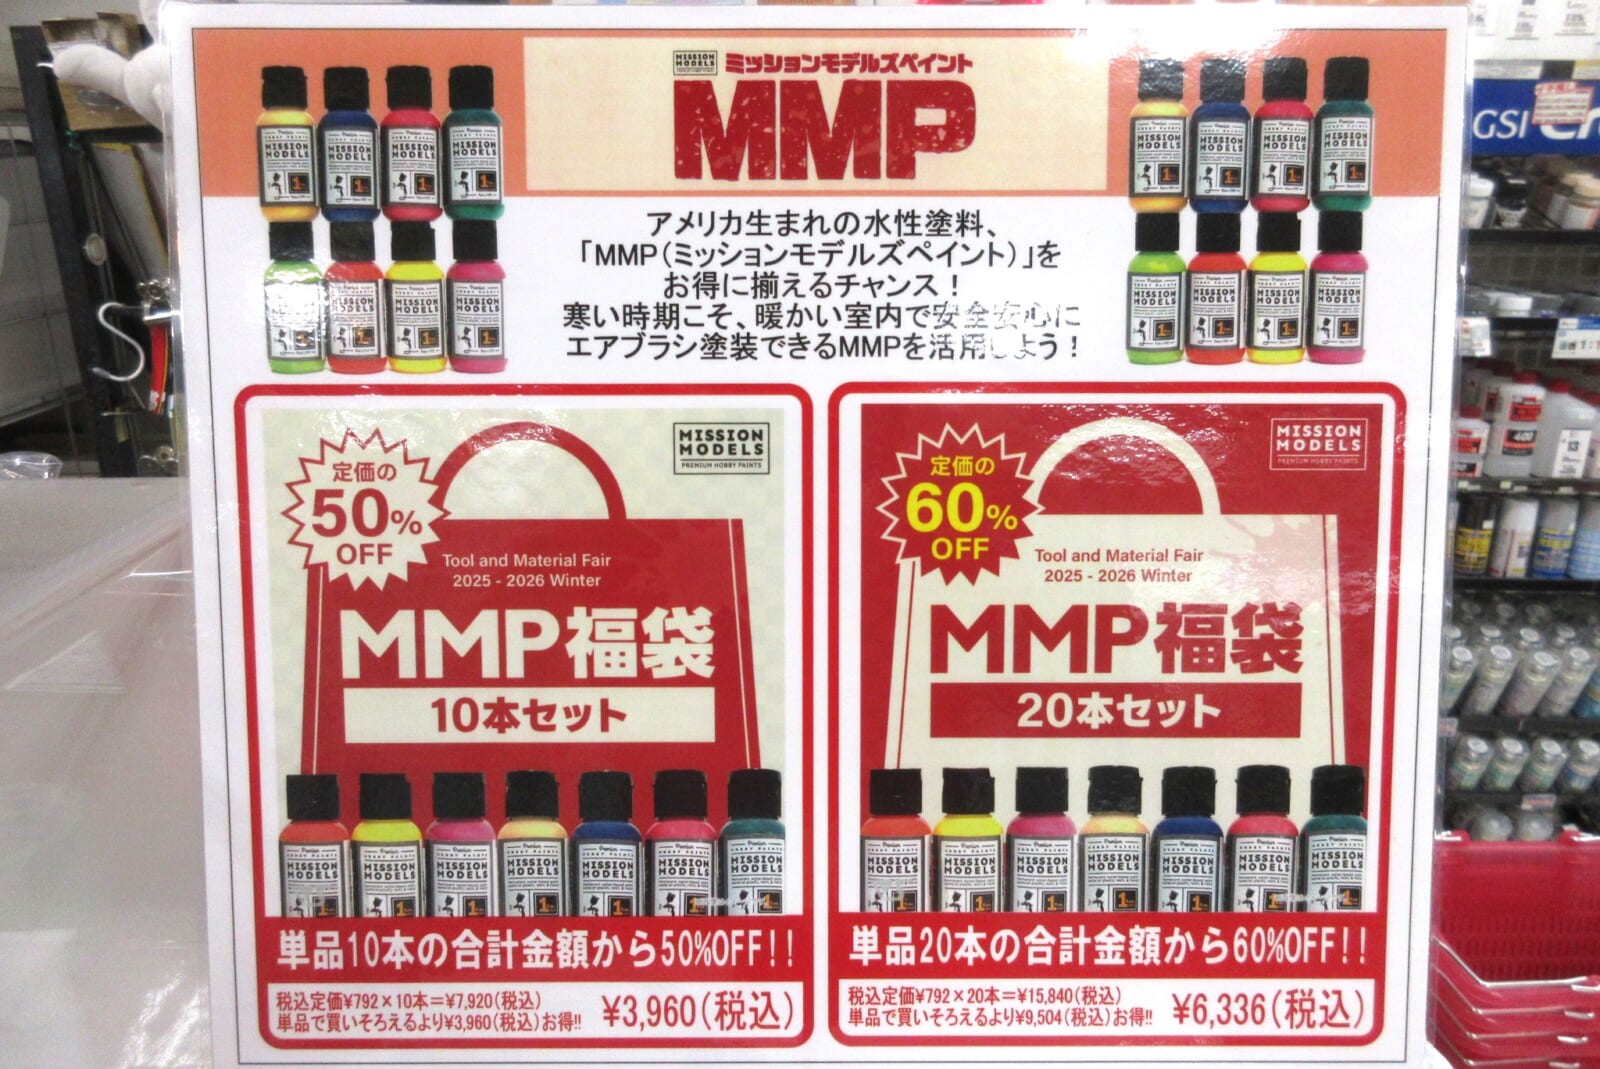 MISSION
MODELS
ミッションモデルズペイント
MMP
アメリカ生まれの水性塗料、
「MMP（ミッションモデルズペイント）」を
お得に揃えるチャンス！
寒い時期こそ、暖かい室内で安全安心に
エアブラシ塗装できるMMPを活用しよう！
定価の
50%
OFF
MISSION
MODELS
PREMIUM HOBBY PAINTS
Tool and Material Fair
2025 - 2026 Winter
MMP福袋
10本セット
単品10本の合計金額から50%OFF!!
税込定価¥792×10本＝¥7,920(税込)
単品で買いそろえるより¥3,960(税込)お得!!
¥3,960(税込)
定価の
60%
OFF
MISSION
MODELS
PREMIUM HOBBY PAINTS
Tool and Material Fair
2025 - 2026 Winter
MMP福袋
20本セット
単品20本の合計金額から60%OFF!!
税込定価¥792×20本＝¥15,840(税込)
単品で買いそろえるより¥9,504(税込)お得!!
¥6,336(税込)
GSI